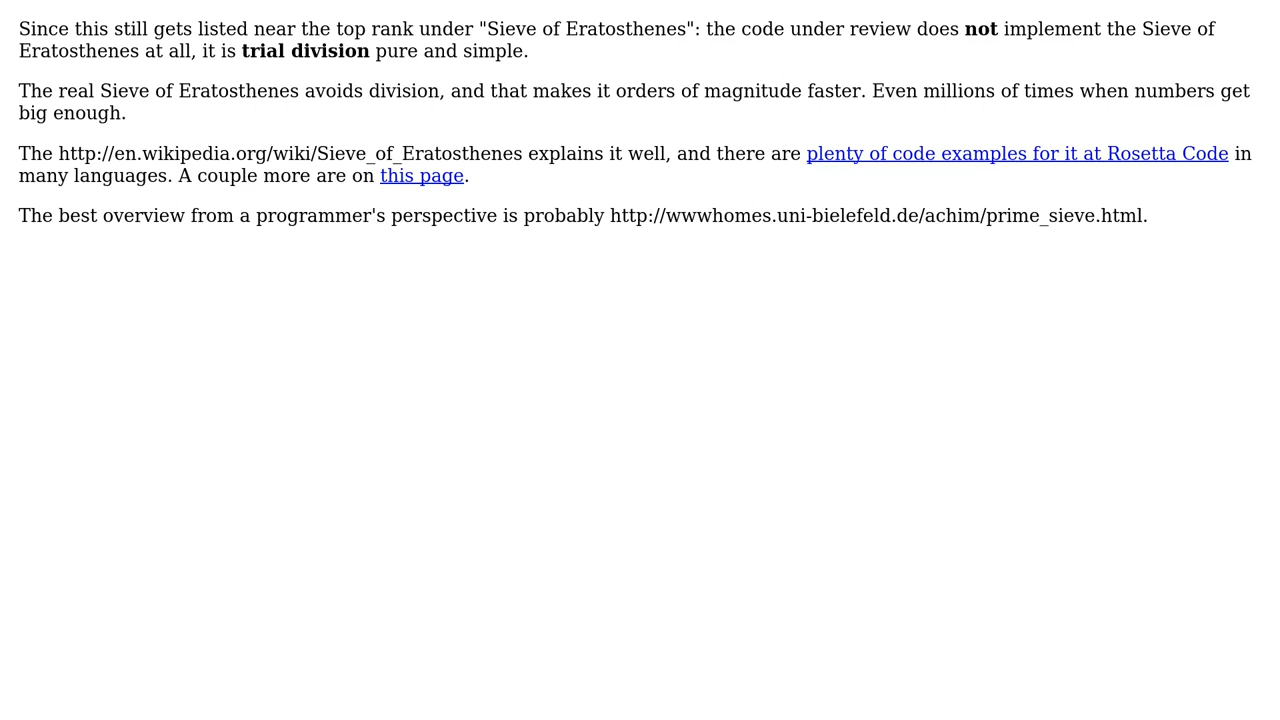 Since this still gets listed near the top rank under "Sieve of Eratosthenes": the code under review does not implement the Sieve of
Eratosthenes at all, it is trial division pure and simple.
The real Sieve of Eratosthenes avoids division, and that makes it orders of magnitude faster. Even millions of times when numbers get
big enough.
The http://en.wikipedia.org/wiki/Sieve_of_Eratosthenes explains it well, and there are plenty of code examples for it at Rosetta Code in
many languages. A couple more are on this page.
The best overview from a programmer's perspective is probably http://wwwhomes.uni-bielefeld.de/achim/prime_sieve.html.